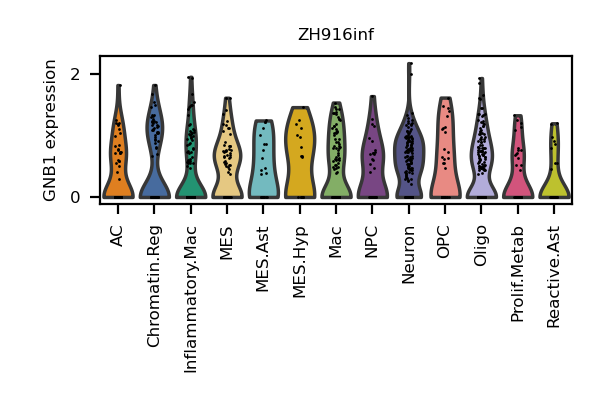 ZH916inf
GNB1 expression
2
0
AC
Chromatin.Reg
Inflammatory.Mac
MES
MES.Ast
MES.Hyp
Mac
NPC
Neuron
OPC
Oligo
Prolif.Metab
Reactive.Ast